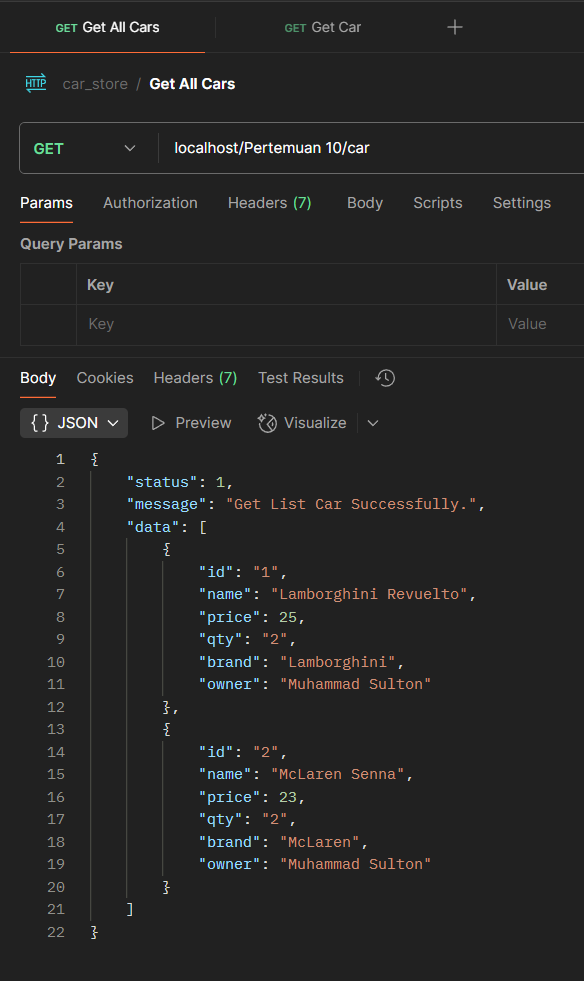 GET Get All Cars GET Get Car
HTTP car_store / Get All Cars
GET localhost/Pertemuan 10/car
Params Authorization Headers (7) Body Scripts Settings
Query Params
Key Value
Key Value
Body Cookies Headers (7) Test Results
{} JSON Preview Visualize
1 {
2 "status": 1,
3 "message": "Get List Car Successfully.",
4 "data": [
5 {
6 "id": "1",
7 "name": "Lamborghini Revuelto",
8 "price": 25,
9 "qty": "2",
10 "brand": "Lamborghini",
11 "owner": "Muhammad Sulton"
12 },
13 {
14 "id": "2",
15 "name": "McLaren Senna",
16 "price": 23,
17 "qty": "2",
18 "brand": "McLaren",
19 "owner": "Muhammad Sulton"
20 }
21 ]
22 }